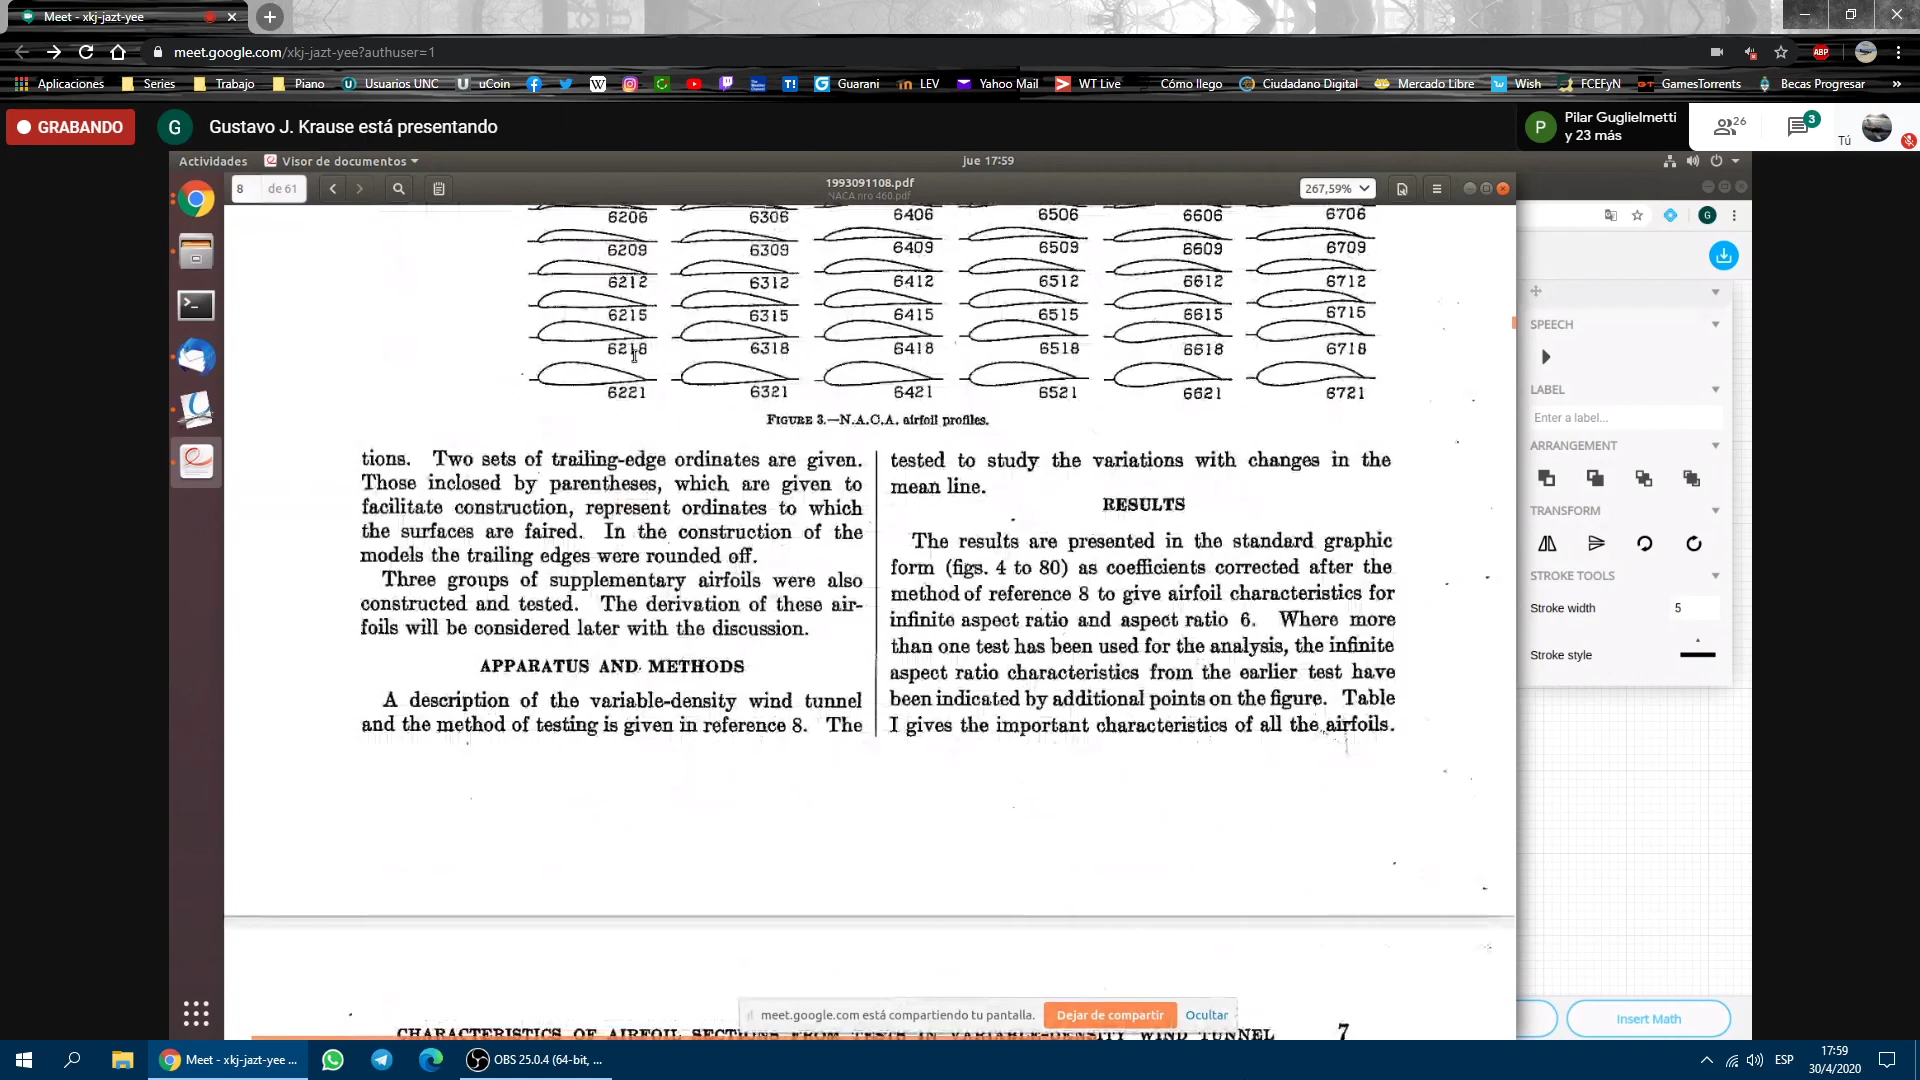 Meet - xkj-jazt-yee
meet.google.com/xkj-jazt-yee?authuser=1
ABP
Aplicaciones Series Trabajo Piano Usuarios UNC uCoin Guarani LEV Yahoo Mail WT Live Cómo llego Ciudadano Digital Mercado Libre Wish FCEFyN GamesTorrents Becas Progresar »
GRABANDO
G Gustavo J. Krause está presentando
P Pilar Guglielmetti
y 23 más
26
3
Tú
Actividades Visor de documentos jue 17:59
8 de 61
1993091108.pdf
NACA nro 460.pdf
267,59%
6206 6306 6406 6506 6606 6706
6209 6309 6409 6509 6609 6709
6212 6312 6412 6512 6612 6712
6215 6315 6415 6515 6615 6715
6218 6318 6418 6518 6618 6718
6221 6321 6421 6521 6621 6721
FIGURE 3.—N.A.C.A. airfoil profiles.
tions. Two sets of trailing-edge ordinates are given.
Those inclosed by parentheses, which are given to
facilitate construction, represent ordinates to which
the surfaces are faired. In the construction of the
models the trailing edges were rounded off.
Three groups of supplementary airfoils were also
constructed and tested. The derivation of these air-
foils will be considered later with the discussion.
APPARATUS AND METHODS
A description of the variable-density wind tunnel
and the method of testing is given in reference 8. The
tested to study the variations with changes in the
mean line.
RESULTS
The results are presented in the standard graphic
form (figs. 4 to 80) as coefficients corrected after the
method of reference 8 to give airfoil characteristics for
infinite aspect ratio and aspect ratio 6. Where more
than one test has been used for the analysis, the infinite
aspect ratio characteristics from the earlier test have
been indicated by additional points on the figure. Table
I gives the important characteristics of all the airfoils.
CHARACTERISTICS OF AIRFOIL SECTIONS FROM TESTS IN VARIABLE-DENSITY WIND TUNNEL 7
G
SPEECH
LABEL
Enter a label...
ARRANGEMENT
TRANSFORM
STROKE TOOLS
Stroke width 5
Stroke style
Insert Math
meet.google.com está compartiendo tu pantalla. Dejar de compartir Ocultar
Meet - xkj-jazt-yee ...
OBS 25.0.4 (64-bit, ...
ESP
17:59
30/4/2020